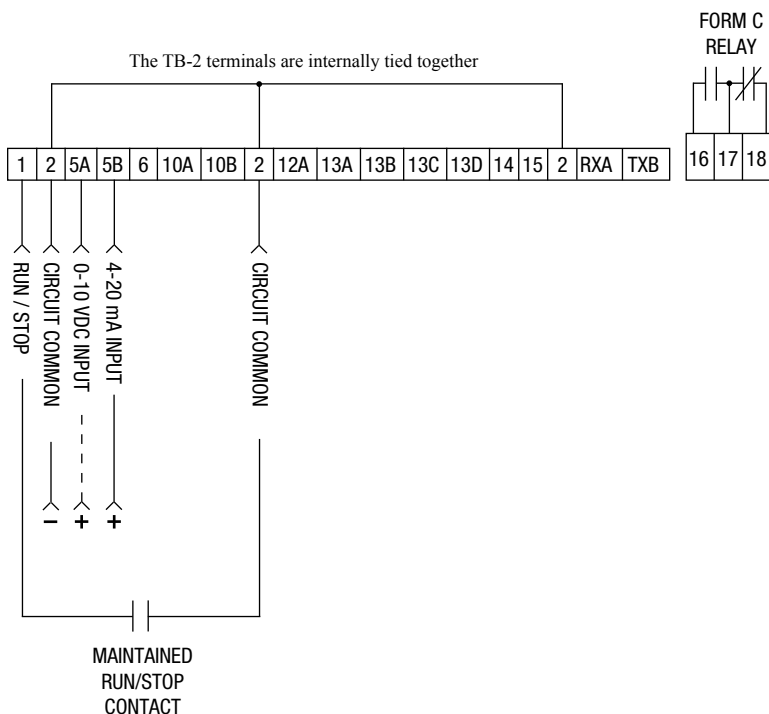 FORM C
RELAY
The TB-2 terminals are internally tied together
1 2 5A 5B 6 10A 10B 2 12A 13A 13B 13C 13D 14 15 2 RXA TXB
16 17 18
RUN / STOP
CIRCUIT COMMON
0-10 VDC INPUT
4-20 mA INPUT
CIRCUIT COMMON
− + +
MAINTAINED
RUN/STOP
CONTACT